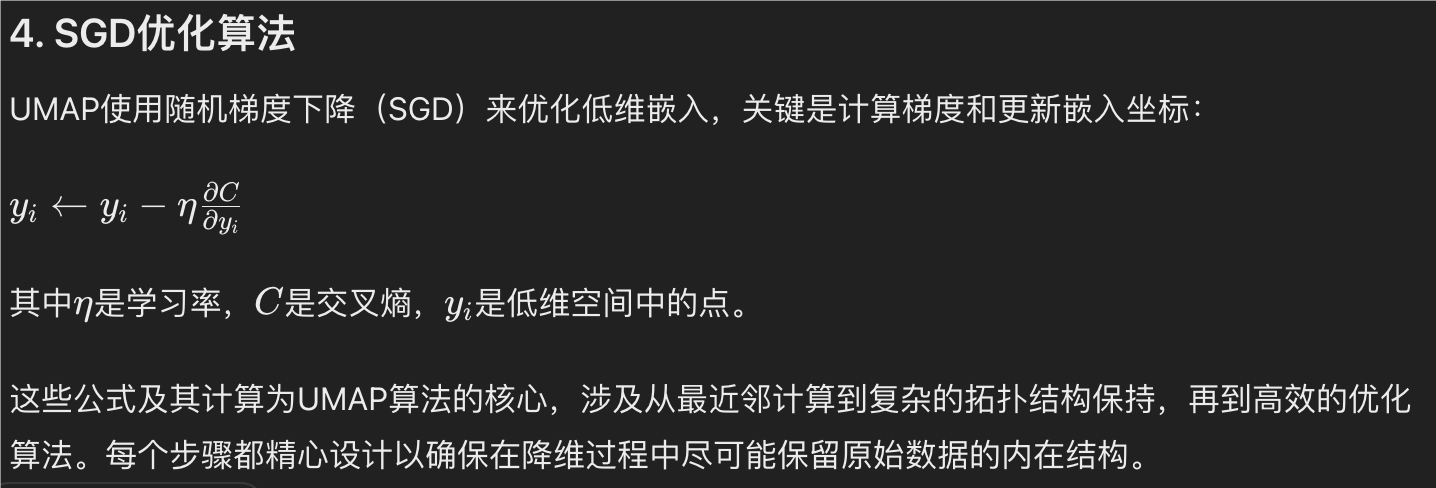 4. SGD优化算法
UMAP使用随机梯度下降（SGD）来优化低维嵌入，关键是计算梯度和更新嵌入坐标：
$y_i \leftarrow y_i - \eta \frac{\partial C}{\partial y_i}$
其中$\eta$是学习率，$C$是交叉熵，$y_i$是低维空间中的点。
这些公式及其计算为UMAP算法的核心，涉及从最近邻计算到复杂的拓扑结构保持，再到高效的优化
算法。每个步骤都精心设计以确保在降维过程中尽可能保留原始数据的内在结构。